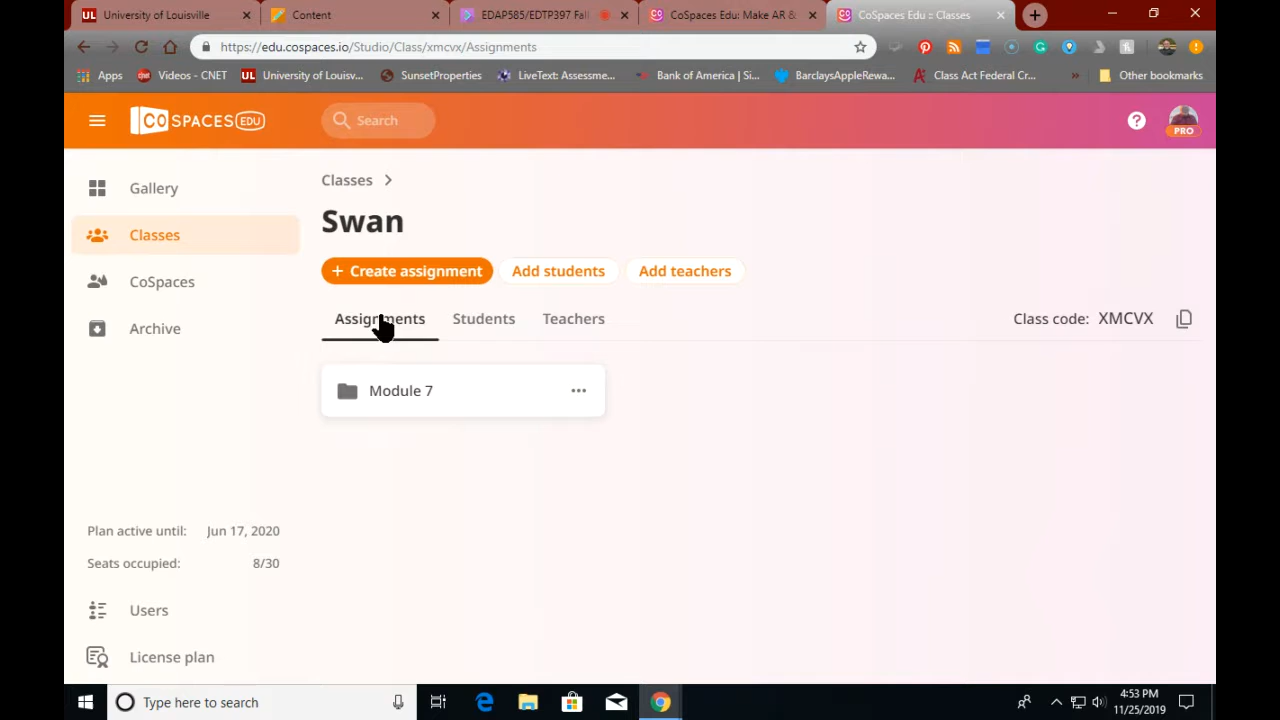 University of Louisville
Content
EDAP585/EDTP397 Fall
CoSpaces Edu: Make AR &
CoSpaces Edu :: Classes
https://edu.cospaces.io/Studio/Class/xmcvx/Assignments
Apps
Videos - CNET
University of Louisv...
SunsetProperties
LiveText: Assessme...
Bank of America | Si...
BarclaysAppleRewa...
Class Act Federal Cr...
»
Other bookmarks
COSPACES EDU
Search
PRO
Gallery
Classes
CoSpaces
Archive
Classes >
Swan
+ Create assignment
Add students
Add teachers
Assignments
Students
Teachers
Class code: XMCVX
Module 7
Plan active until: Jun 17, 2020
Seats occupied: 8/30
Users
License plan
Type here to search
4:53 PM
11/25/2019